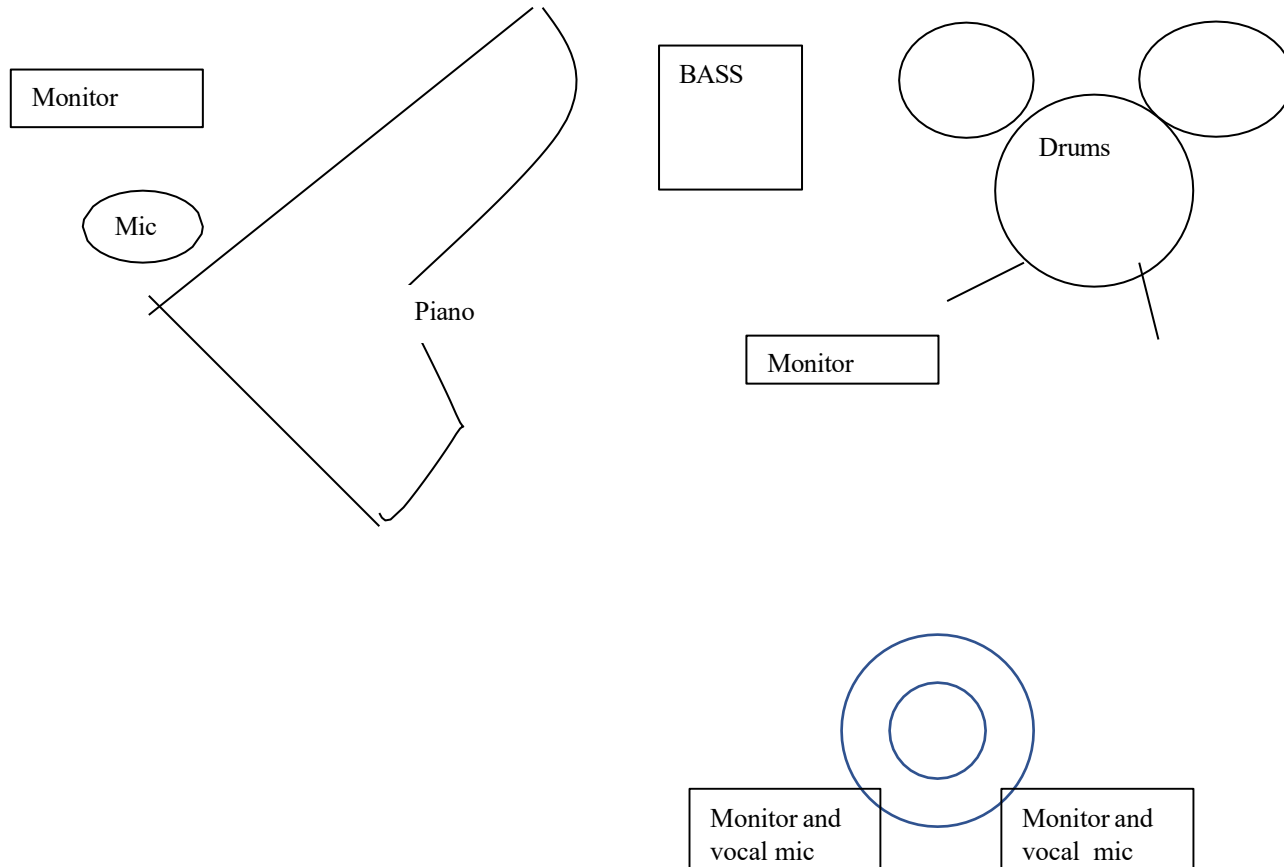 BASS
Monitor
Drums
Mic
Piano
Monitor
Monitor and
vocal mic
Monitor and
vocal  mic